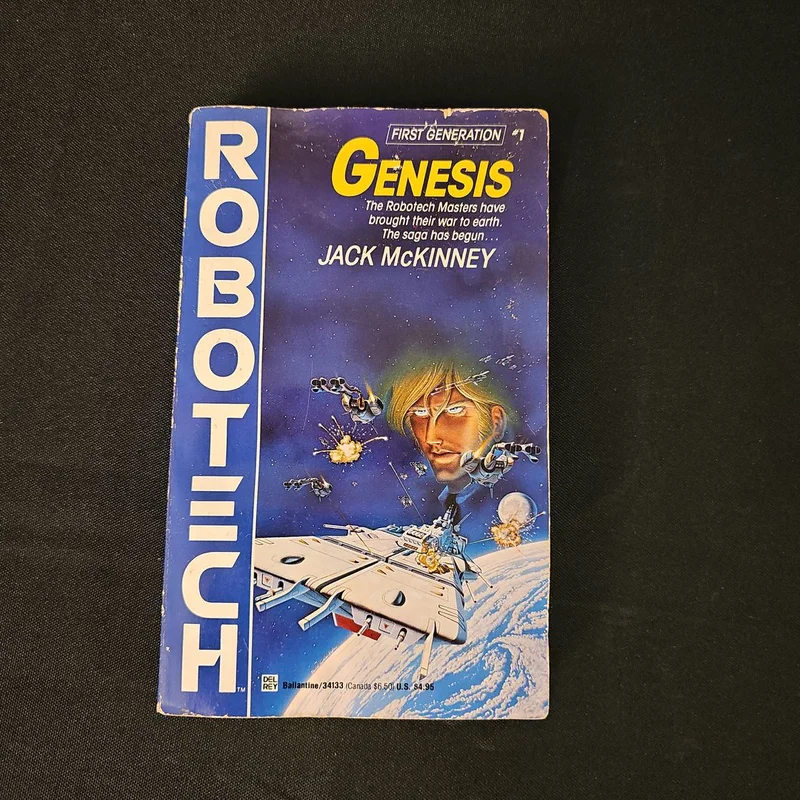 ROBOTECH™
FIRST GENERATION #1
GENESIS
The Robotech Masters have
brought their war to earth.
The saga has begun...
JACK McKINNEY
DEL
REY
Ballantine/34133 (Canada $6.50) U.S. $4.95